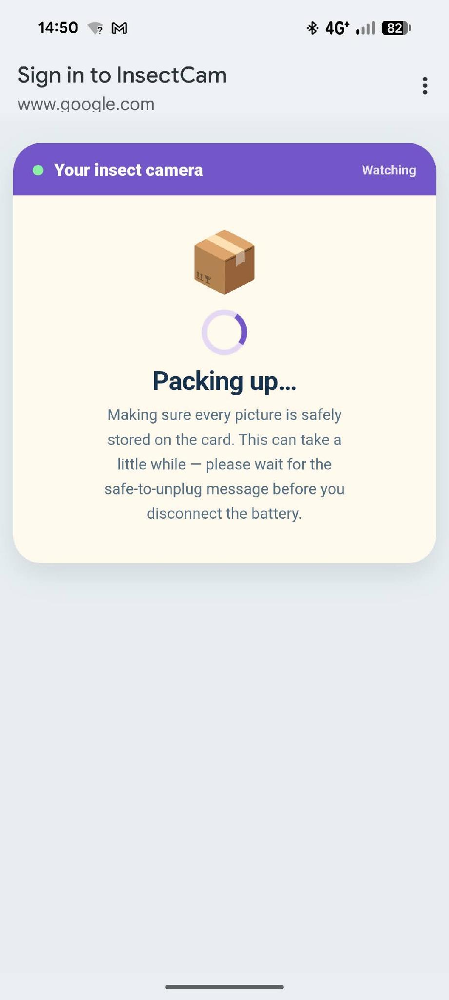 14:50 ? M 4G+ 82
Sign in to InsectCam
www.google.com
Your insect camera Watching
Packing up...
Making sure every picture is safely
stored on the card. This can take a
little while — please wait for the
safe-to-unplug message before you
disconnect the battery.